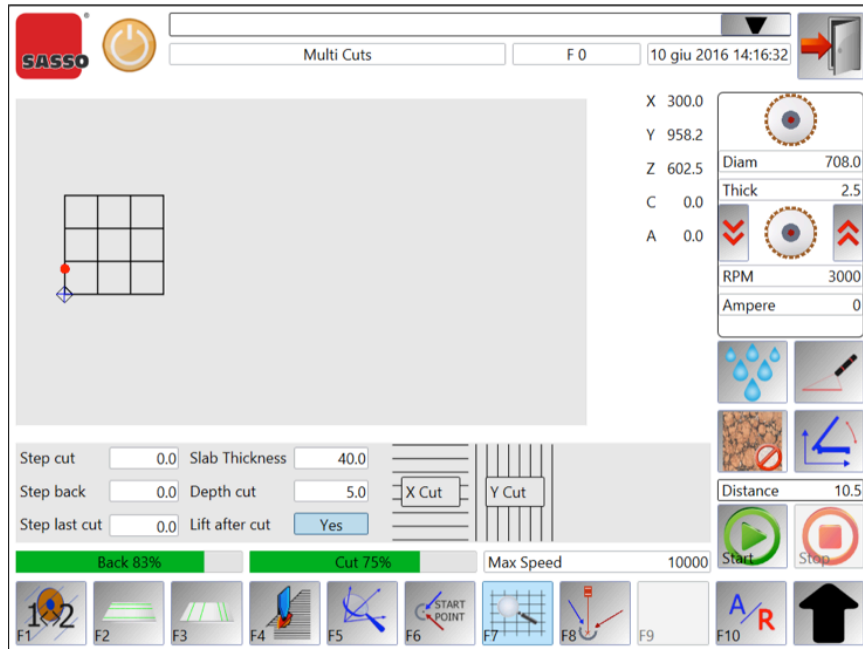 SASSO
®
Multi Cuts
F 0
10 giu 2016 14:16:32
X 300.0
Y 958.2
Z 602.5
C 0.0
A 0.0
Diam 708.0
Thick 2.5
RPM 3000
Ampere 0
Step cut 0.0 Slab Thickness 40.0
Step back 0.0 Depth cut 5.0
Step last cut 0.0 Lift after cut Yes
X Cut
Y Cut
Distance 10.5
Start
Stop
Back 83%
Cut 75%
Max Speed 10000
1 2
F1
F2
F3
F4
F5
START
POINT
F6
F7
F8
F9
A/R
F10